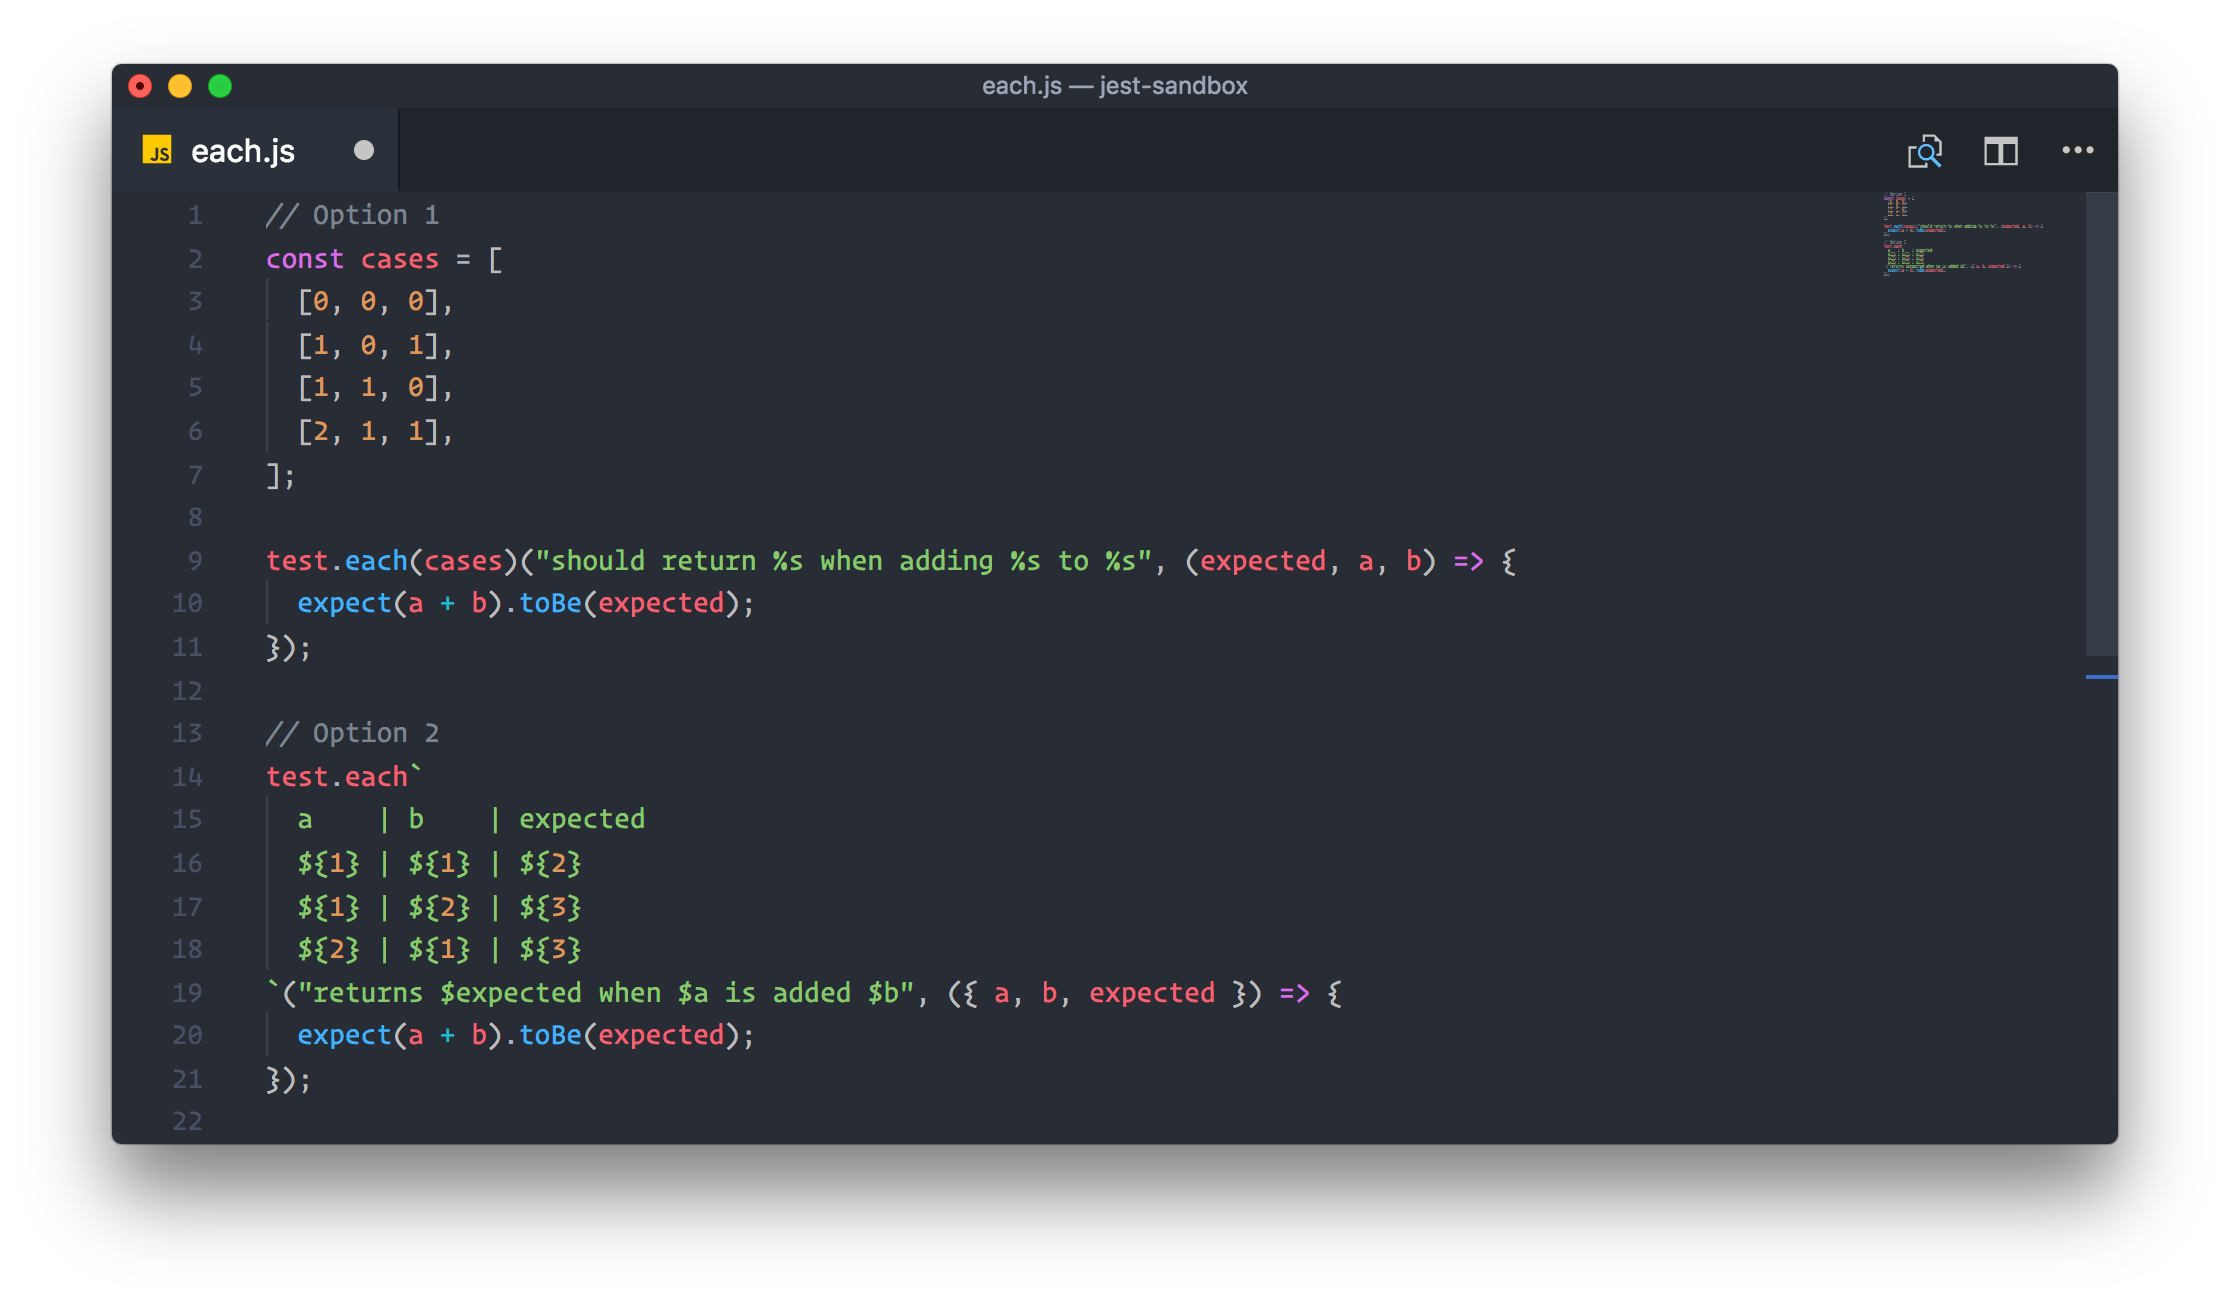 each.js — jest-sandbox
JS each.js
1 // Option 1
2 const cases = [
3   [0, 0, 0],
4   [1, 0, 1],
5   [1, 1, 0],
6   [2, 1, 1],
7 ];
8
9 test.each(cases)("should return %s when adding %s to %s", (expected, a, b) => {
10   expect(a + b).toBe(expected);
11 });
12
13 // Option 2
14 test.each`
15   a    | b    | expected
16   ${1} | ${1} | ${2}
17   ${1} | ${2} | ${3}
18   ${2} | ${1} | ${3}
19 `("returns $expected when $a is added $b", ({ a, b, expected }) => {
20   expect(a + b).toBe(expected);
21 });
22